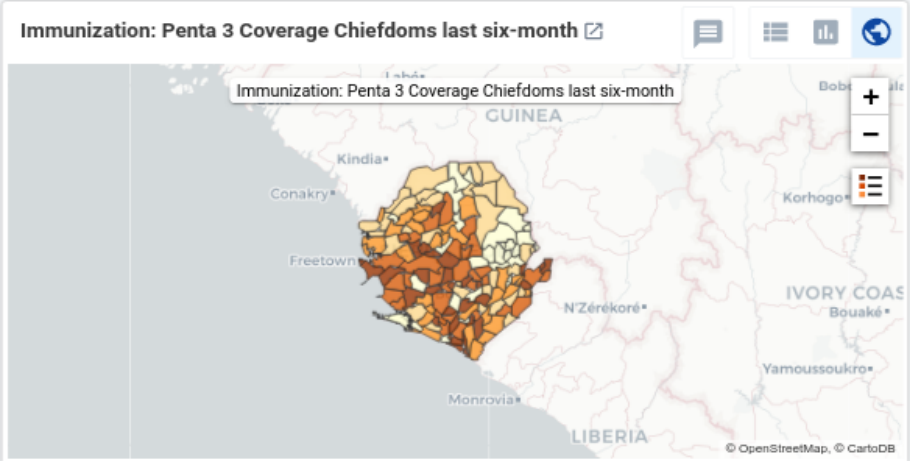 Immunization: Penta 3 Coverage Chiefdoms last six-month
Immunization: Penta 3 Coverage Chiefdoms last six-month
GUINEA
Kindia
Conakry
Korhogo
Freetown
N'Zérékoré
IVORY COAS
Bouaké
Yamoussoukro
Monrovia
LIBERIA
© OpenStreetMap, © CartoDB